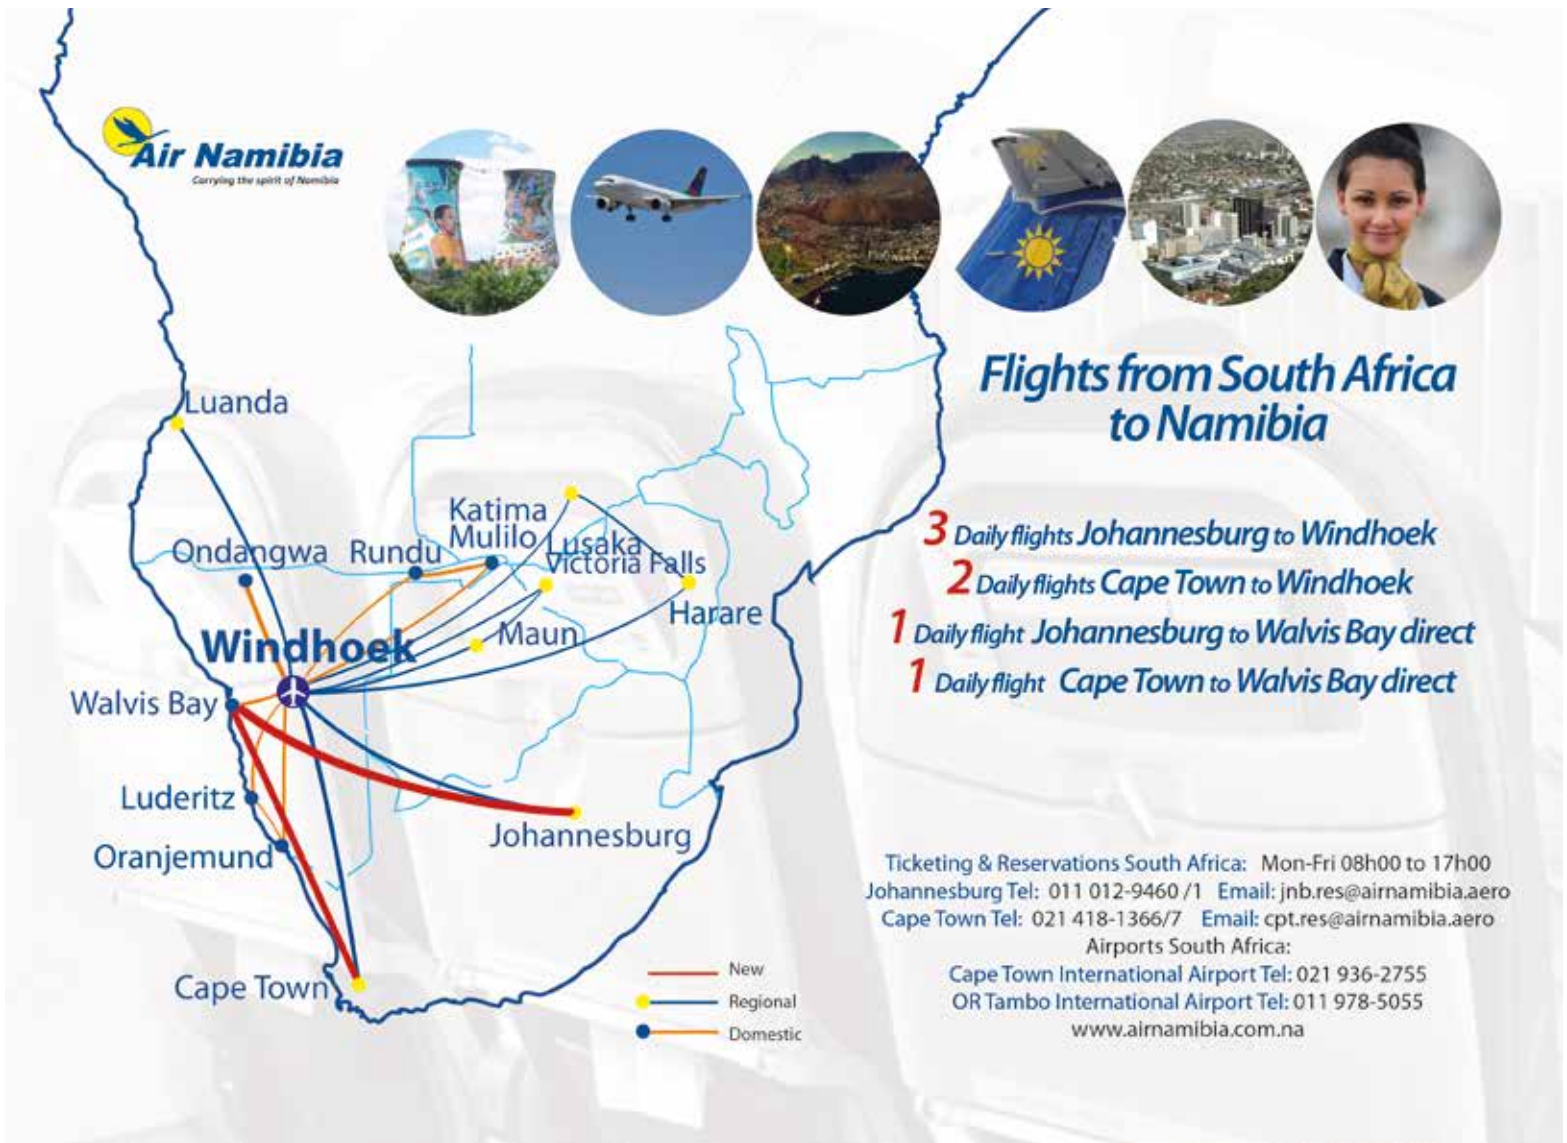 Air Namibia
Carrying the spirit of Namibia
Flights from South Africa
to Namibia
3 Daily flights Johannesburg to Windhoek
2 Daily flights Cape Town to Windhoek
1 Daily flight Johannesburg to Walvis Bay direct
1 Daily flight Cape Town to Walvis Bay direct
Luanda
Katima
Mulilo
Lusaka
Ondangwa
Rundu
Victoria Falls
Harare
Maun
Windhoek
Walvis Bay
Luderitz
Johannesburg
Oranjemund
Cape Town
New
Regional
Domestic
Ticketing & Reservations South Africa: Mon-Fri 08h00 to 17h00
Johannesburg Tel: 011 012-9460 /1 Email: jnb.res@airnamibia.aero
Cape Town Tel: 021 418-1366/7 Email: cpt.res@airnamibia.aero
Airports South Africa:
Cape Town International Airport Tel: 021 936-2755
OR Tambo International Airport Tel: 011 978-5055
www.airnamibia.com.na